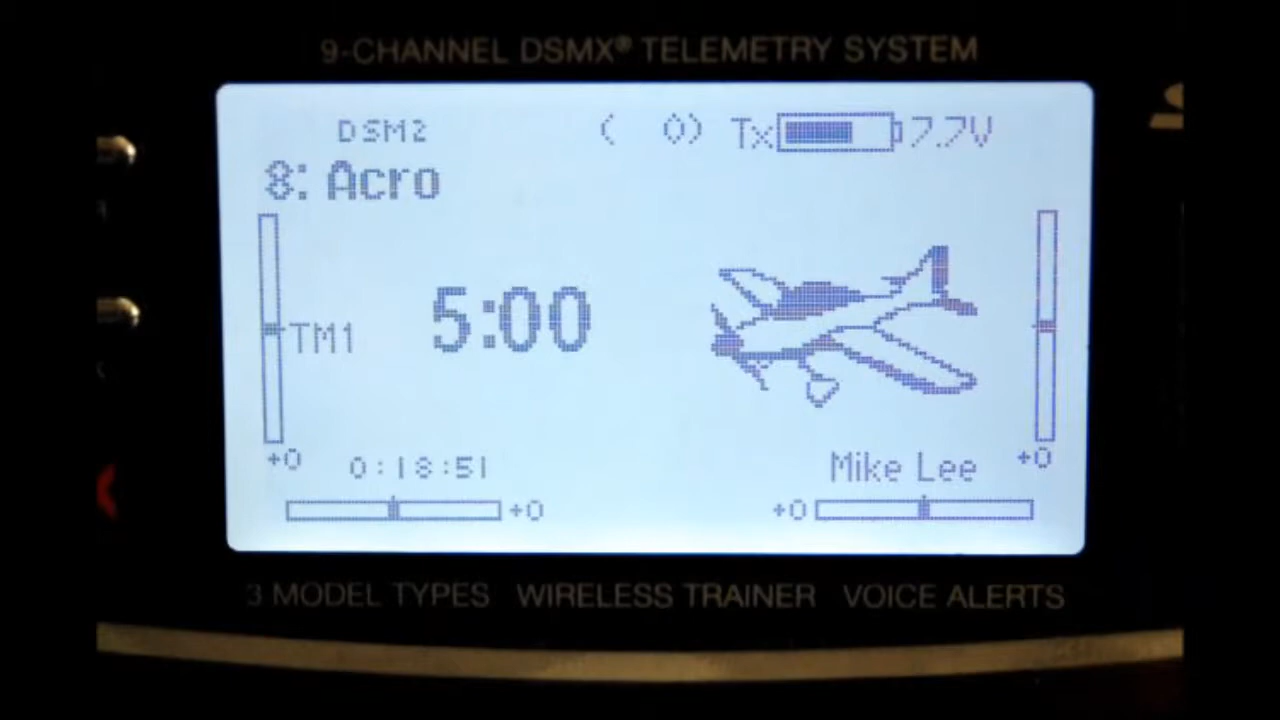 9-CHANNEL DSMX® TELEMETRY SYSTEM
DSM2 Tx 7.7V
8: Acro
TM1 5:00
+0 0:18:51 Mike Lee +0
+0 +0
3 MODEL TYPES WIRELESS TRAINER VOICE ALERTS